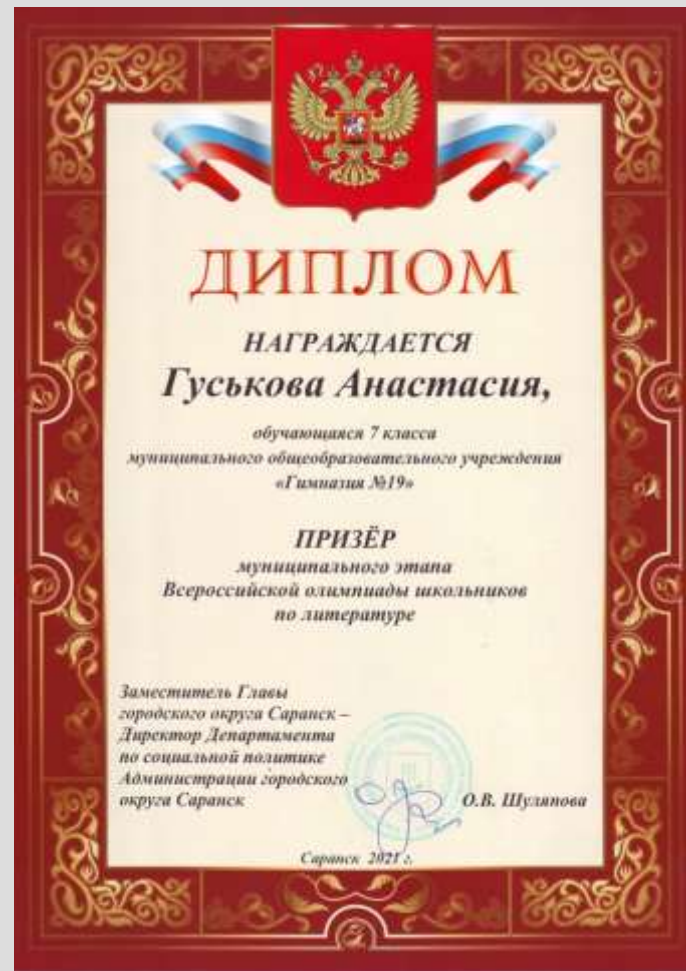 ДИПЛОМ
НАГРАЖДАЕТСЯ
Гуськова Анастасия,
обучающаяся 7 класса
муниципального общеобразовательного учреждения
«Гимназия №19»
ПРИЗЁР
муниципального этапа
Всероссийской олимпиады школьников
по литературе
Заместитель Главы
городского округа Саранск –
Директор Департамента
по социальной политике
Администрации городского
округа Саранск
О.В. Шуляпова
Саранск 2021 г.